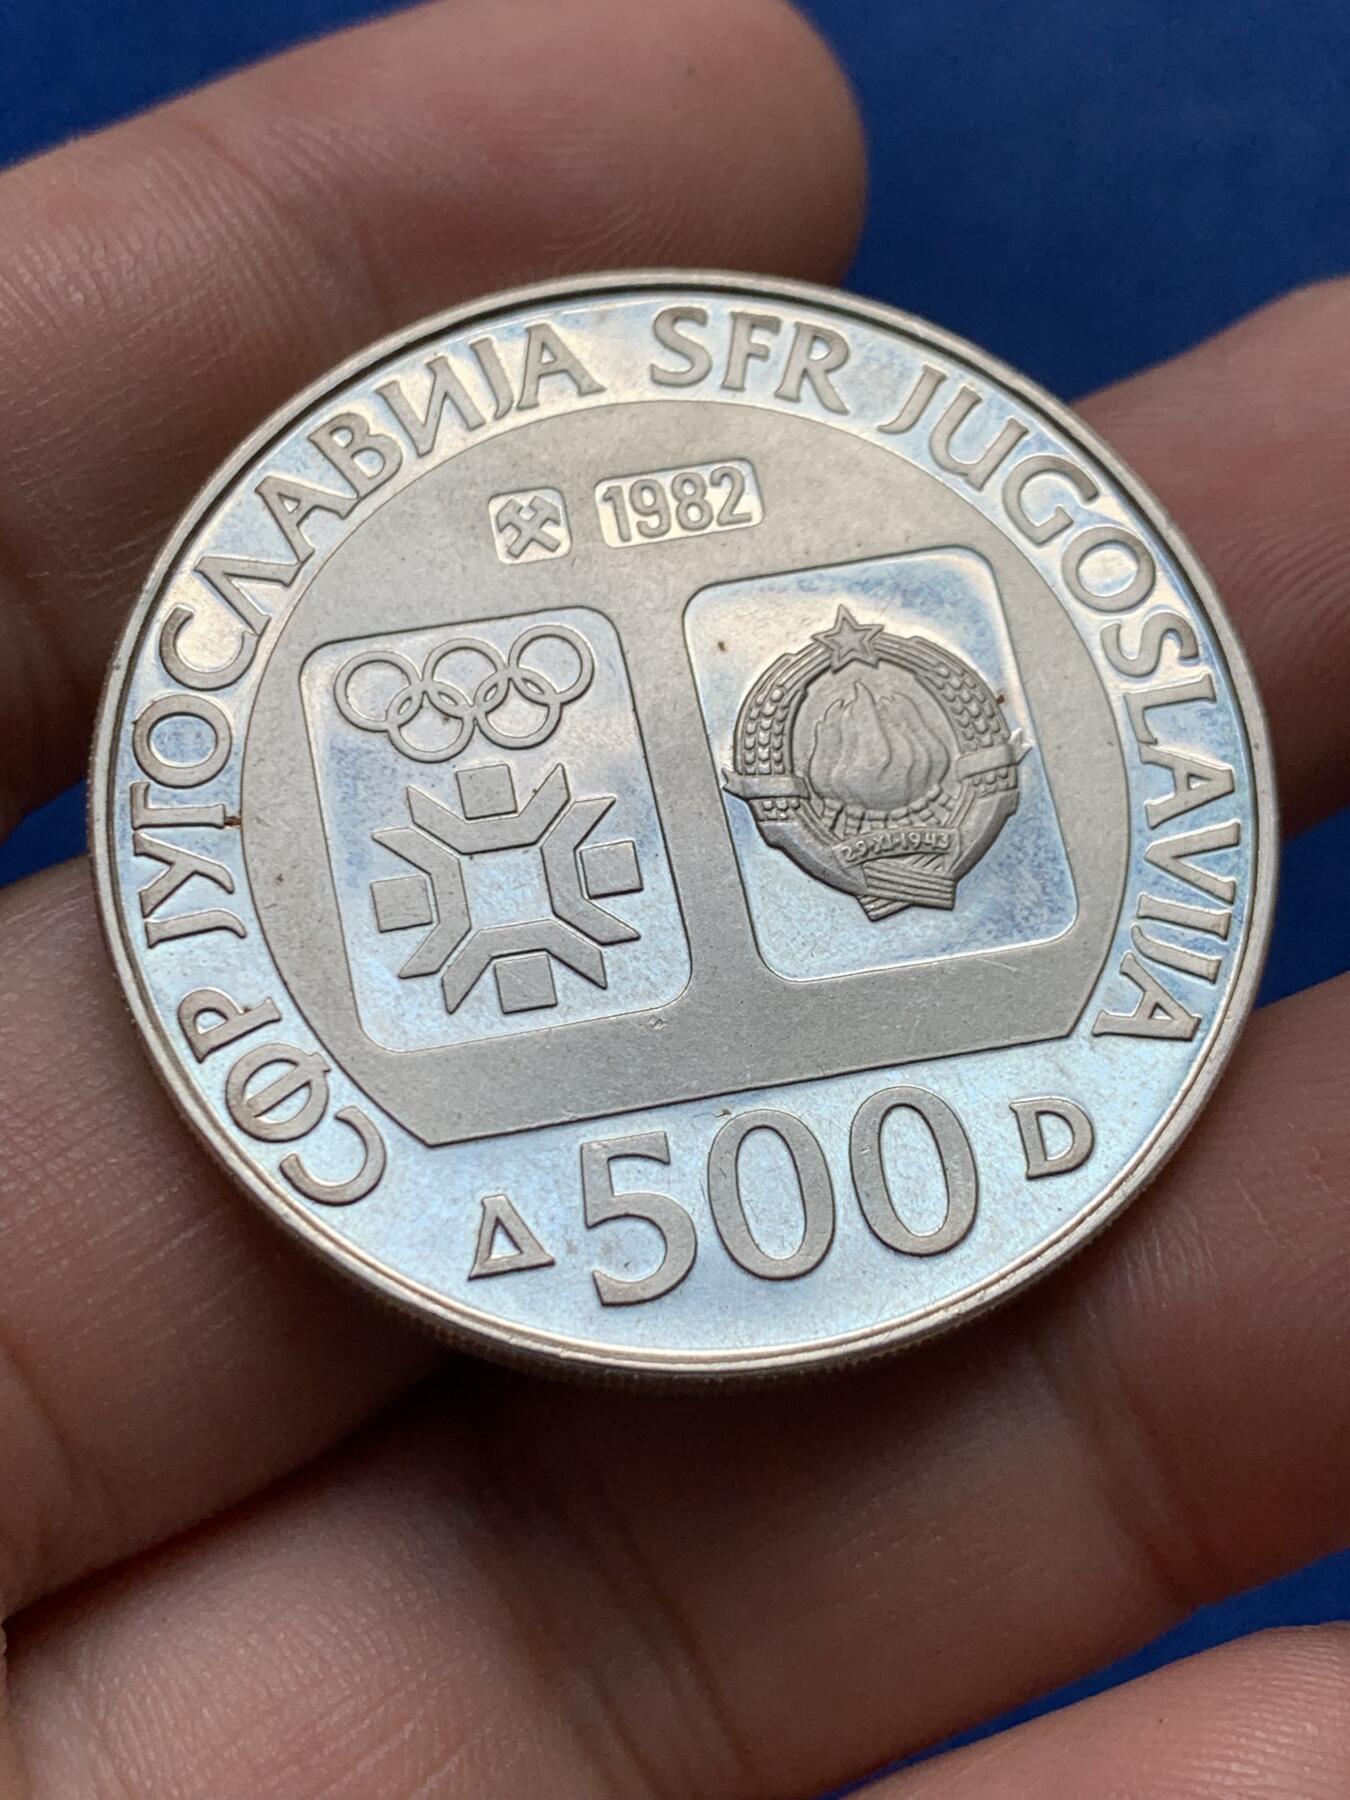 СФР ЈУГОСЛАВИЈА SFR JUGOSLAVIJA
1982
29·XI·1943
Д 500 D